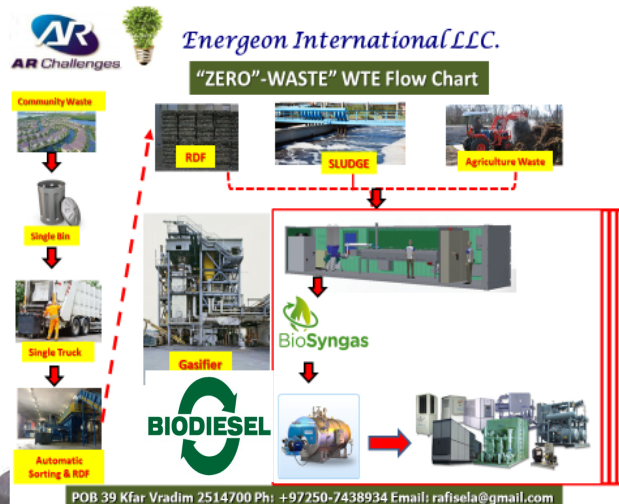 AR
AR Challenges
Energeon International LLC.
"ZERO"-WASTE" WTE Flow Chart
Community Waste
RDF
SLUDGE
Agriculture Waste
Single Bin
Single Truck
Gasifier
BioSyngas
BIODIESEL
Automatic
Sorting & RDF
POB 39 Kfar Vradim 2514700 Ph: +97250-7438934 Email: rafisela@gmail.com